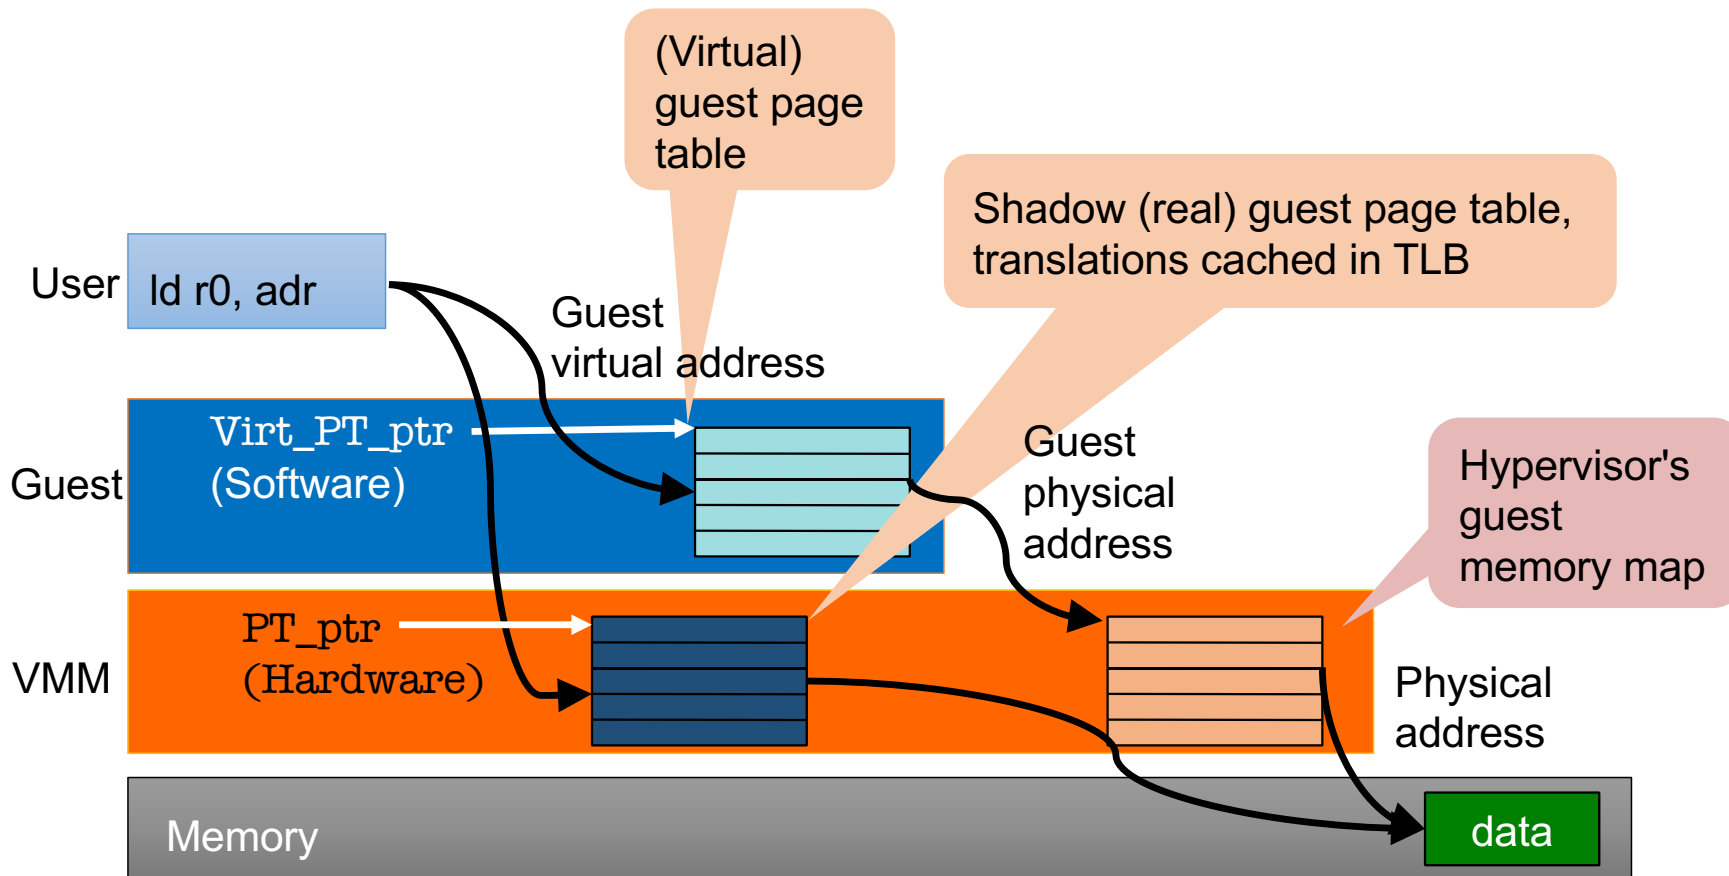 (Virtual)
guest page
table
Shadow (real) guest page table,
translations cached in TLB
User
ld r0, adr
Guest
virtual address
Virt_PT_ptr
(Software)
Guest
Guest
physical
address
Hypervisor's
guest
memory map
PT_ptr
(Hardware)
VMM
Physical
address
Memory
data